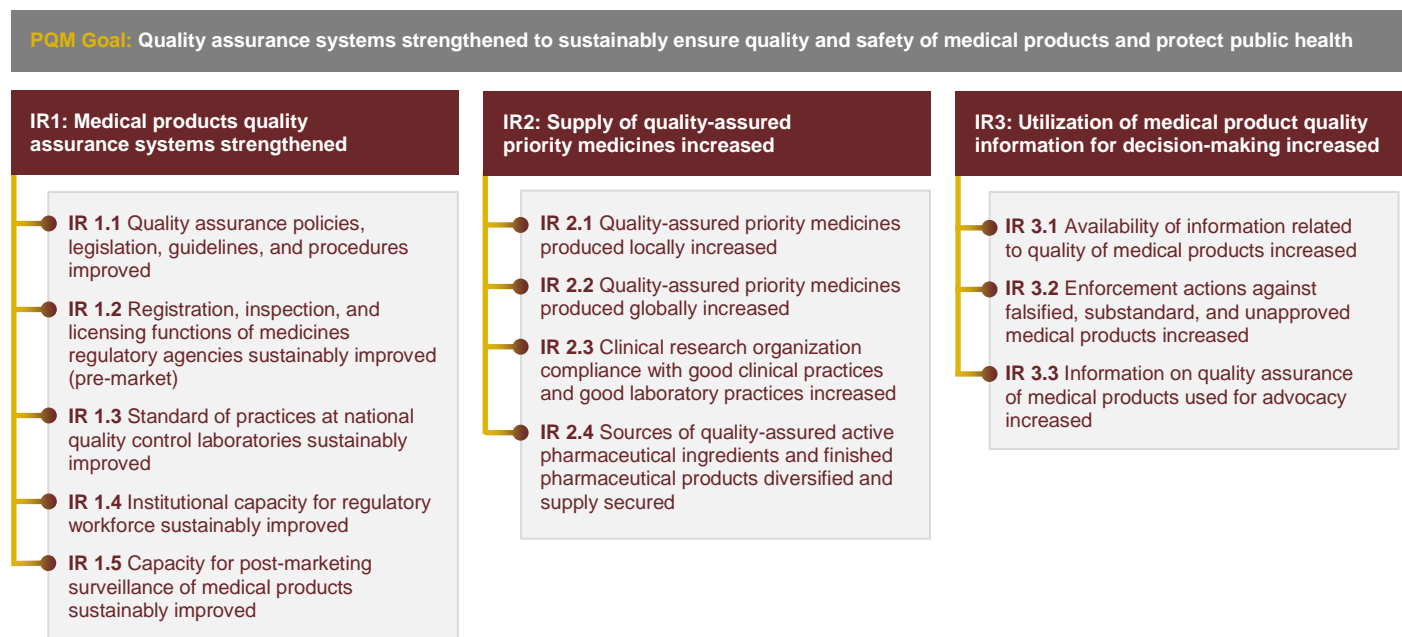 PQM Goal: Quality assurance systems strengthened to sustainably ensure quality and safety of medical products and protect public health
IR1: Medical products quality
assurance systems strengthened
IR 1.1 Quality assurance policies,
legislation, guidelines, and procedures
improved
IR 1.2 Registration, inspection, and
licensing functions of medicines
regulatory agencies sustainably improved
(pre-market)
IR 1.3 Standard of practices at national
quality control laboratories sustainably
improved
IR 1.4 Institutional capacity for regulatory
workforce sustainably improved
IR 1.5 Capacity for post-marketing
surveillance of medical products
sustainably improved
IR2: Supply of quality-assured
priority medicines increased
IR 2.1 Quality-assured priority medicines
produced locally increased
IR 2.2 Quality-assured priority medicines
produced globally increased
IR 2.3 Clinical research organization
compliance with good clinical practices
and good laboratory practices increased
IR 2.4 Sources of quality-assured active
pharmaceutical ingredients and finished
pharmaceutical products diversified and
supply secured
IR3: Utilization of medical product quality
information for decision-making increased
IR 3.1 Availability of information related
to quality of medical products increased
IR 3.2 Enforcement actions against
falsified, substandard, and unapproved
medical products increased
IR 3.3 Information on quality assurance
of medical products used for advocacy
increased